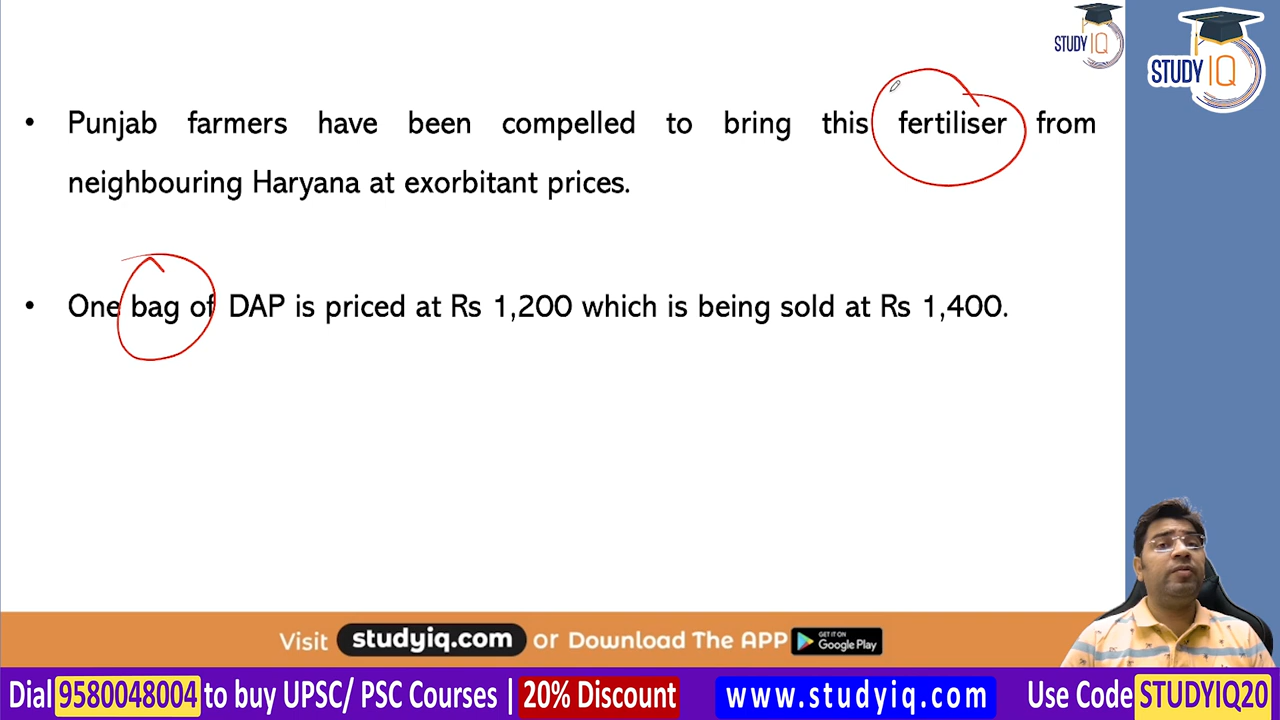 STUDY IQ
STUDY IQ
• Punjab farmers have been compelled to bring this fertiliser from
neighbouring Haryana at exorbitant prices.
• One bag of DAP is priced at Rs 1,200 which is being sold at Rs 1,400.
Visit studyiq.com or Download The APP GET IT ON Google Play
Dial 9580048004 to buy UPSC/ PSC Courses | 20% Discount www.studyiq.com Use Code STUDYIQ20